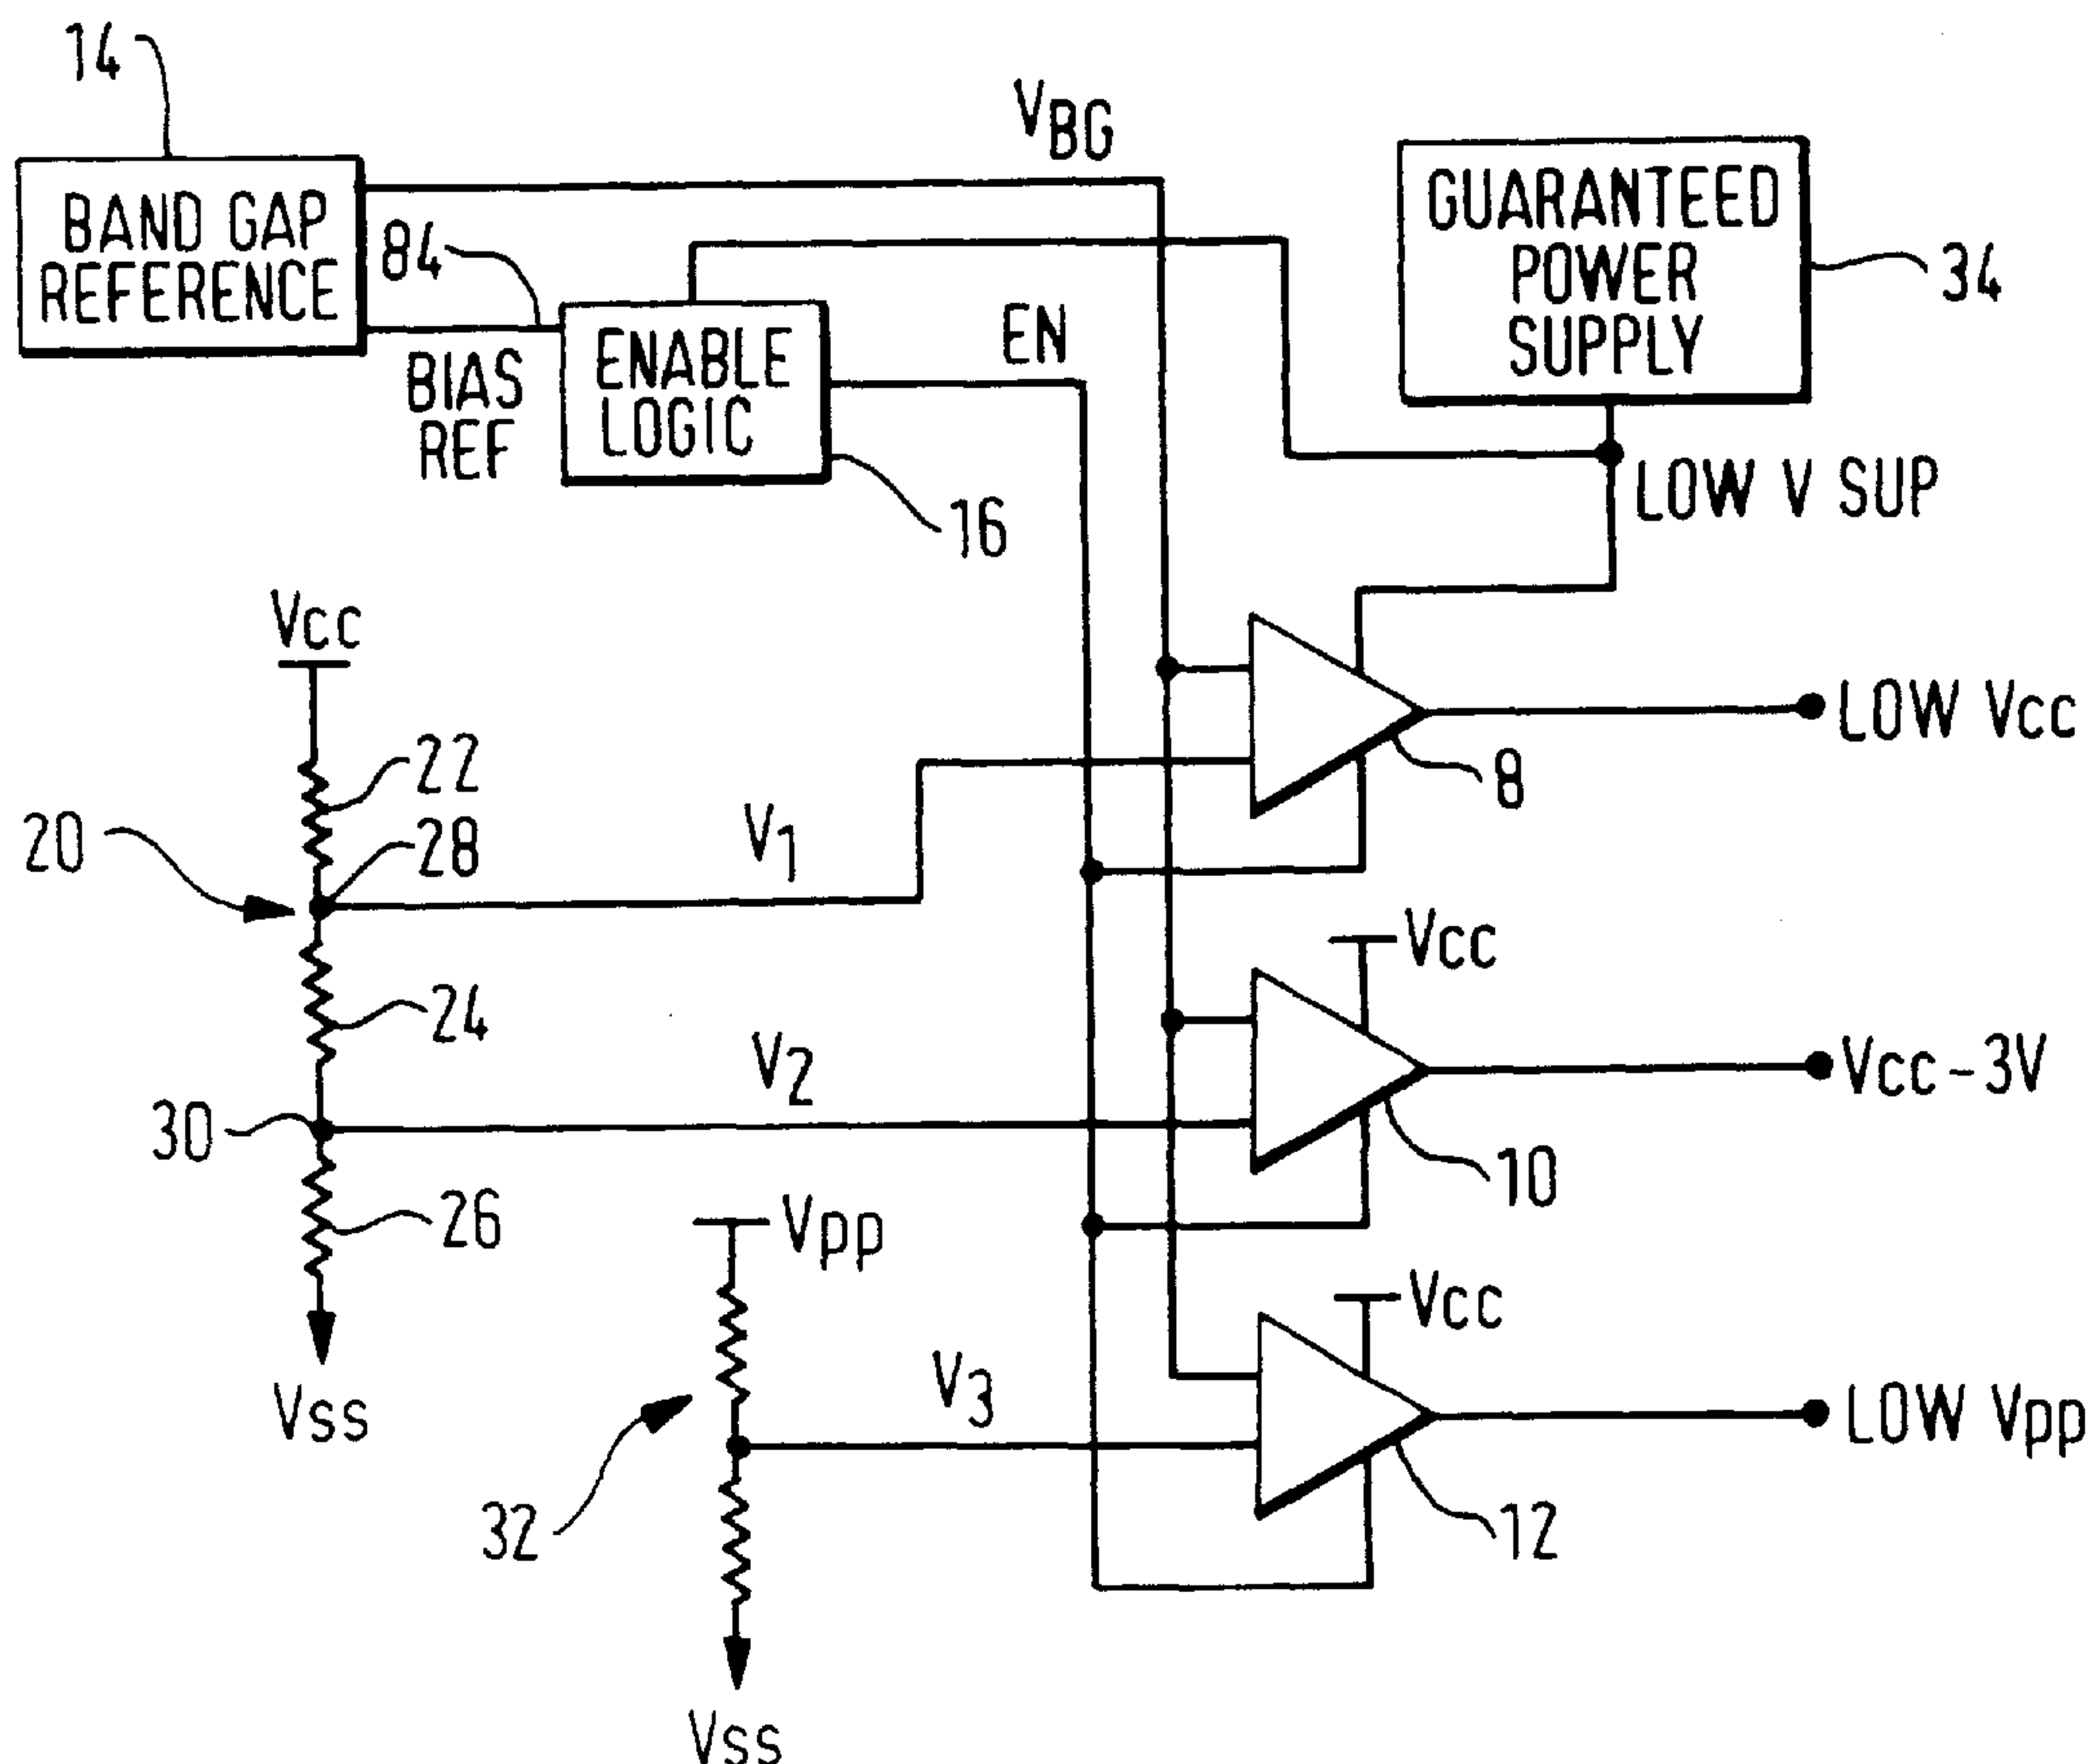 14
VBG
BAND GAP
REFERENCE
84
BIAS
REF
ENABLE
LOGIC
EN
16
GUARANTEED
POWER
SUPPLY
34
LOW V SUP
Vcc
22
20
28
V1
8
LOW Vcc
24
Vcc
V2
30
10
Vcc-3V
26
Vss
Vpp
Vcc
V3
32
12
LOW Vpp
Vss